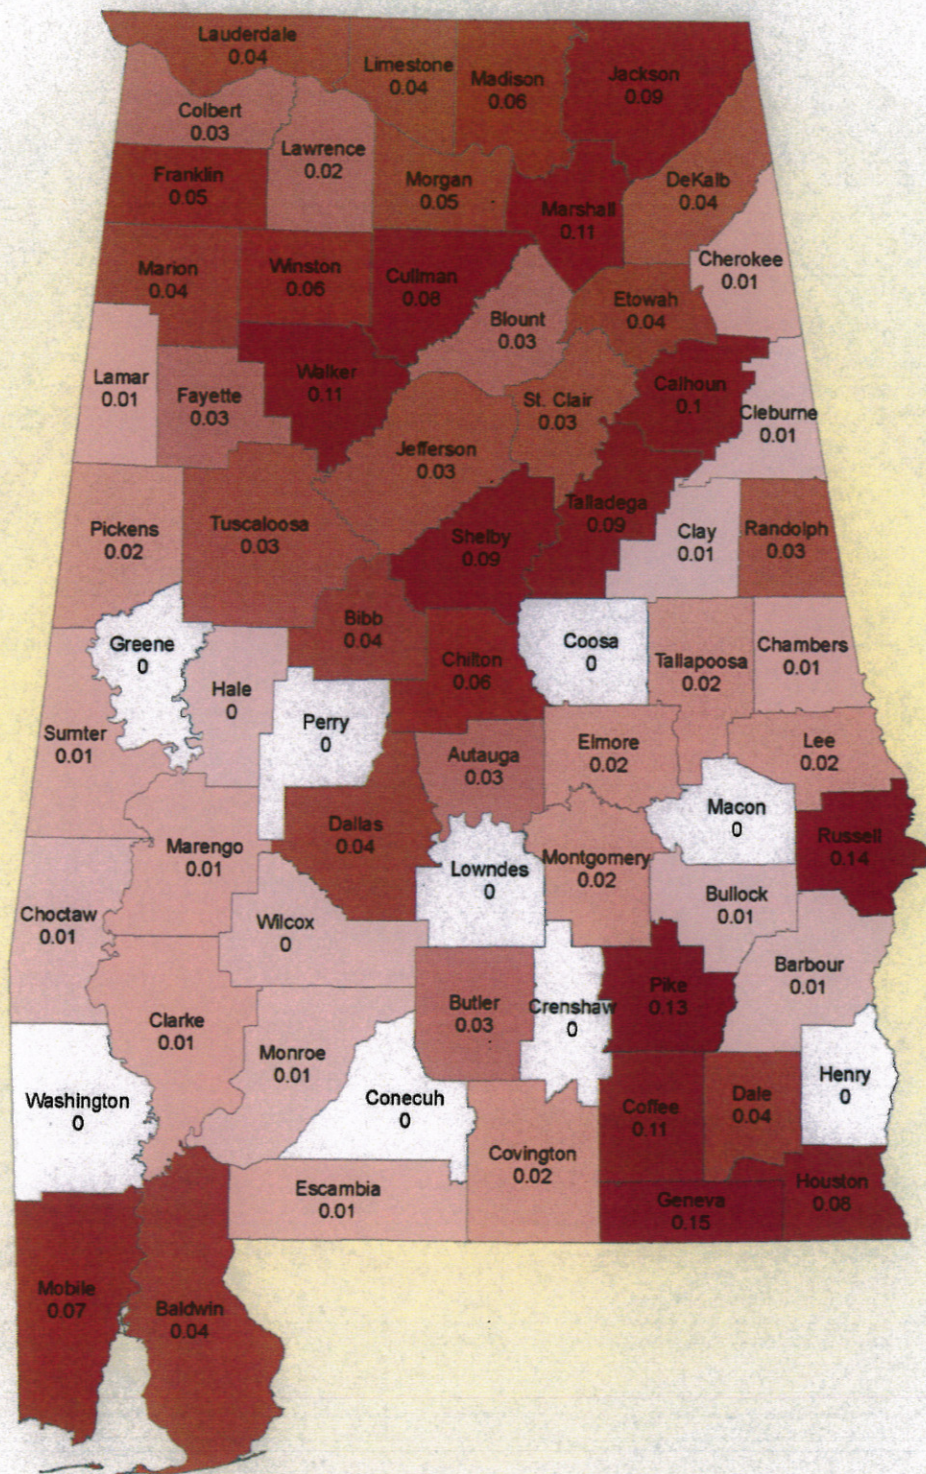 Lauderdale
0.04
Limestone
0.04
Madison
0.06
Jackson
0.09
Colbert
0.03
Lawrence
0.02
Franklin
0.05
Morgan
0.05
Marshall
0.11
DeKalb
0.04
Cherokee
0.01
Marion
0.04
Winston
0.06
Cullman
0.08
Blount
0.03
Etowah
0.04
Lamar
0.01
Fayette
0.03
Walker
0.11
Jefferson
0.03
St. Clair
0.03
Calhoun
0.1
Cleburne
0.01
Pickens
0.02
Tuscaloosa
0.03
Shelby
0.09
Talladega
0.09
Clay
0.01
Randolph
0.03
Greene
0
Hale
0
Bibb
0.04
Chilton
0.06
Coosa
0
Tallapoosa
0.02
Chambers
0.01
Sumter
0.01
Perry
0
Autauga
0.03
Elmore
0.02
Lee
0.02
Macon
0
Russell
0.14
Marengo
0.01
Dallas
0.04
Lowndes
0
Montgomery
0.02
Bullock
0.01
Choctaw
0.01
Wilcox
0
Butler
0.03
Crenshaw
0
Pike
0.13
Barbour
0.01
Clarke
0.01
Monroe
0.01
Conecuh
0
Coffee
0.11
Dale
0.04
Henry
0
Washington
0
Escambia
0.01
Covington
0.02
Geneva
0.15
Houston
0.08
Mobile
0.07
Baldwin
0.04